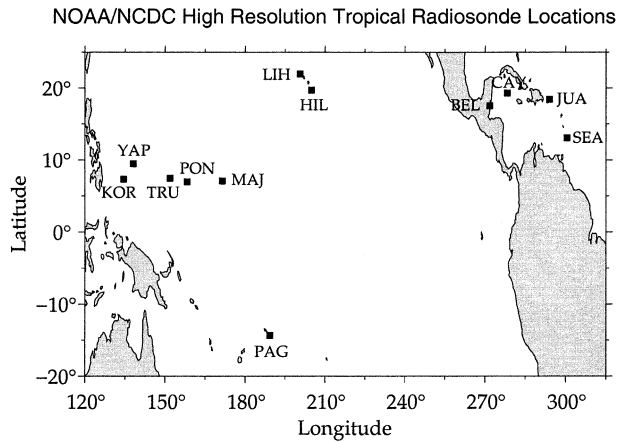 NOAA/NCDC High Resolution Tropical Radiosonde Locations
20°
10°
0°
−10°
−20°
Latitude
LIH
HIL
YAP
KOR
TRU
PON
MAJ
PAG
BEL
CAY
JUA
SEA
120° 150° 180° 210° 240° 270° 300°
Longitude